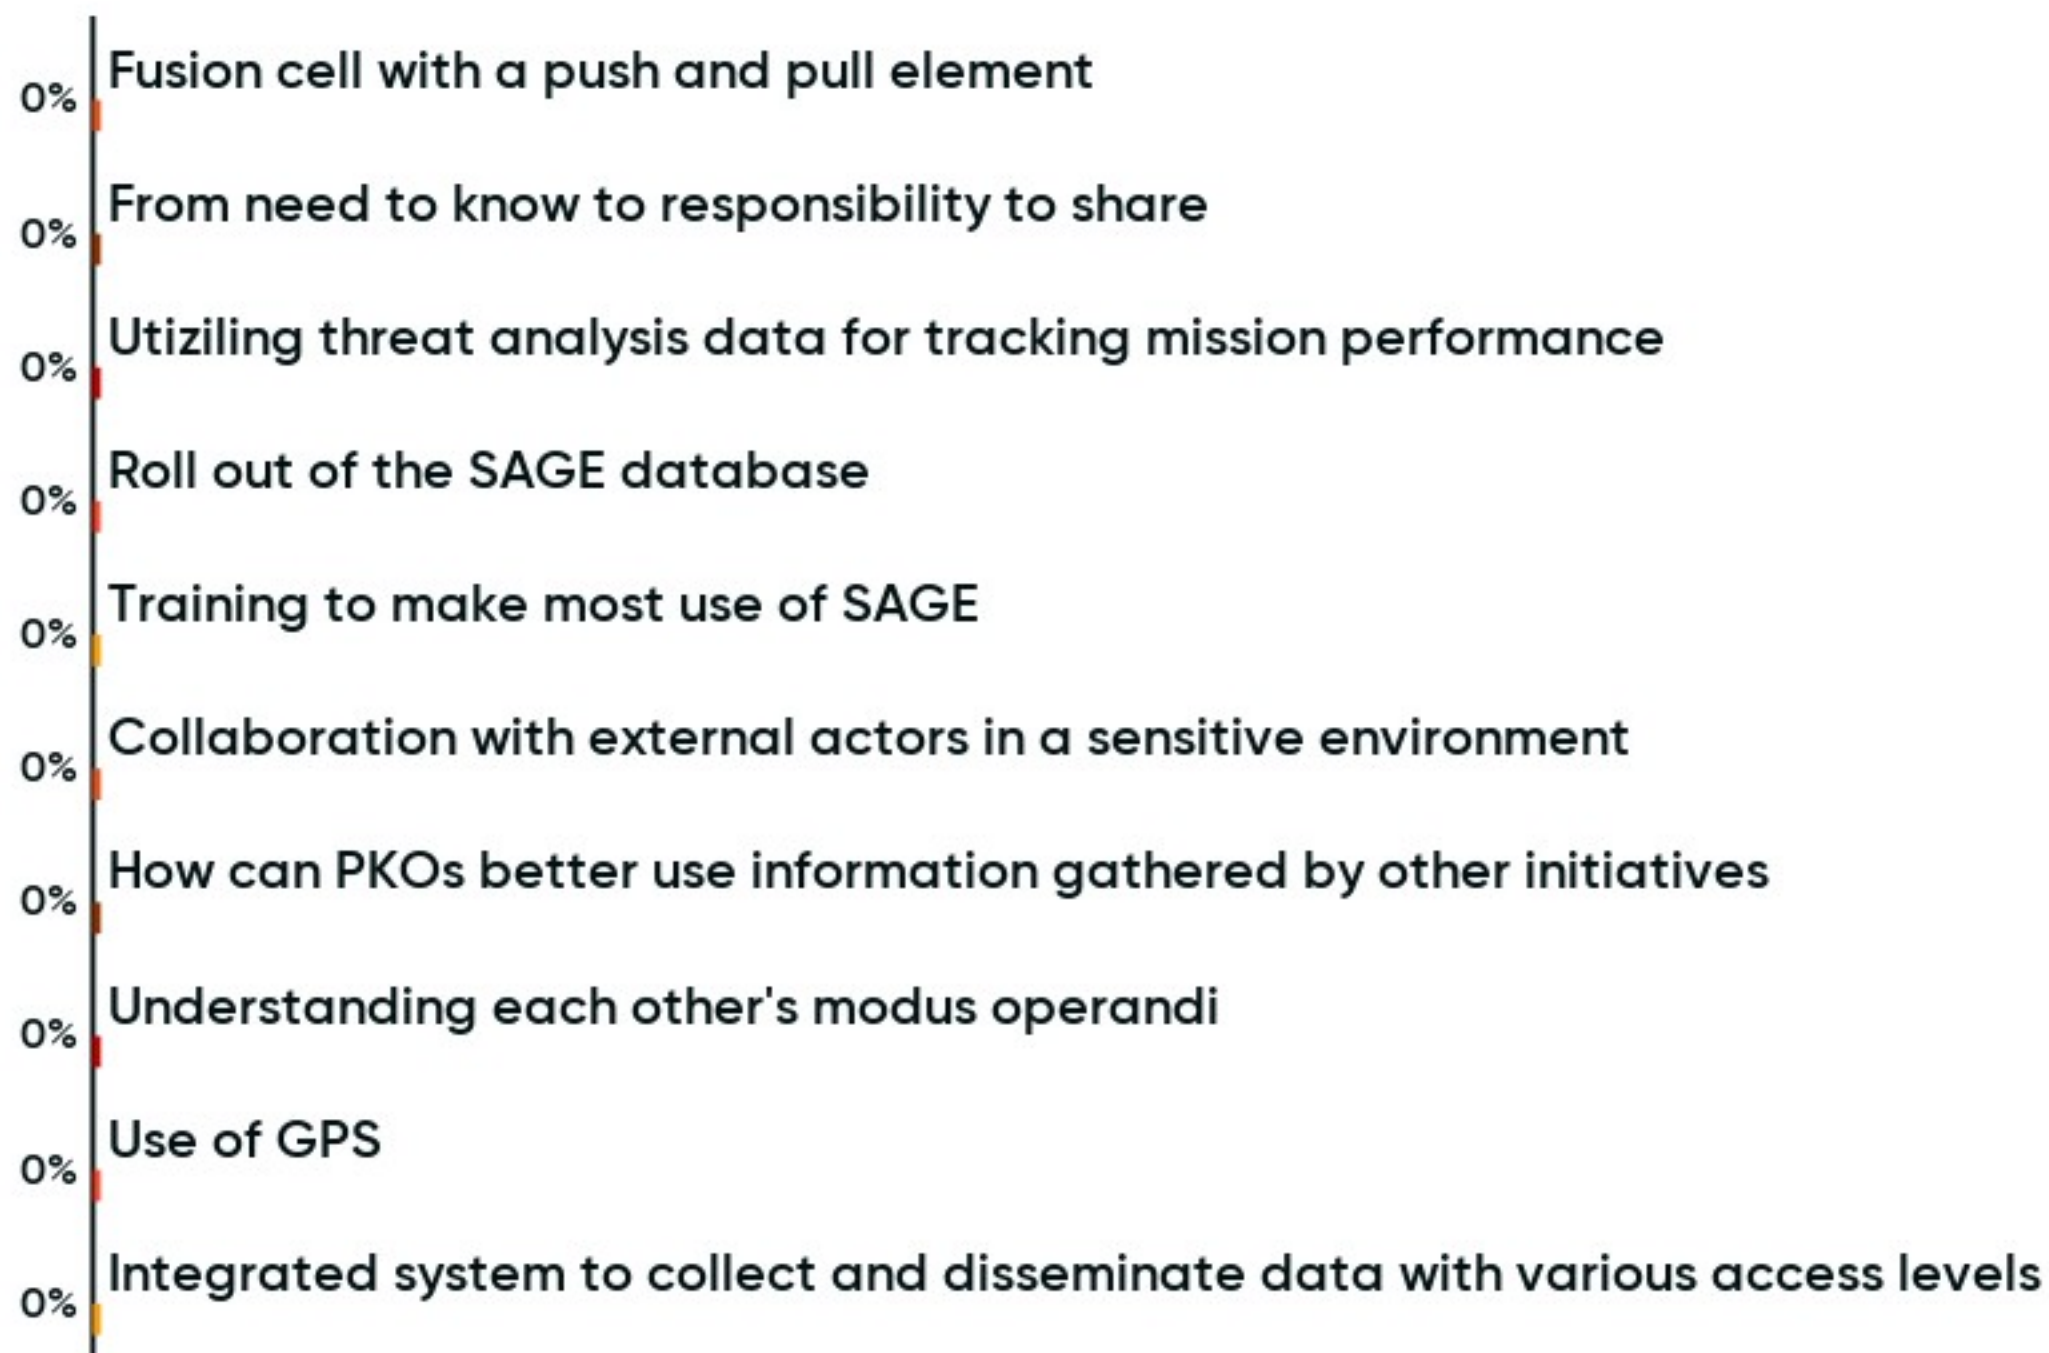 Fusion cell with a push and pull element
0%
From need to know to responsibility to share
0%
Utiziling threat analysis data for tracking mission performance
0%
Roll out of the SAGE database
0%
Training to make most use of SAGE
0%
Collaboration with external actors in a sensitive environment
0%
How can PKOs better use information gathered by other initiatives
0%
Understanding each other's modus operandi
0%
Use of GPS
0%
Integrated system to collect and disseminate data with various access levels
0%